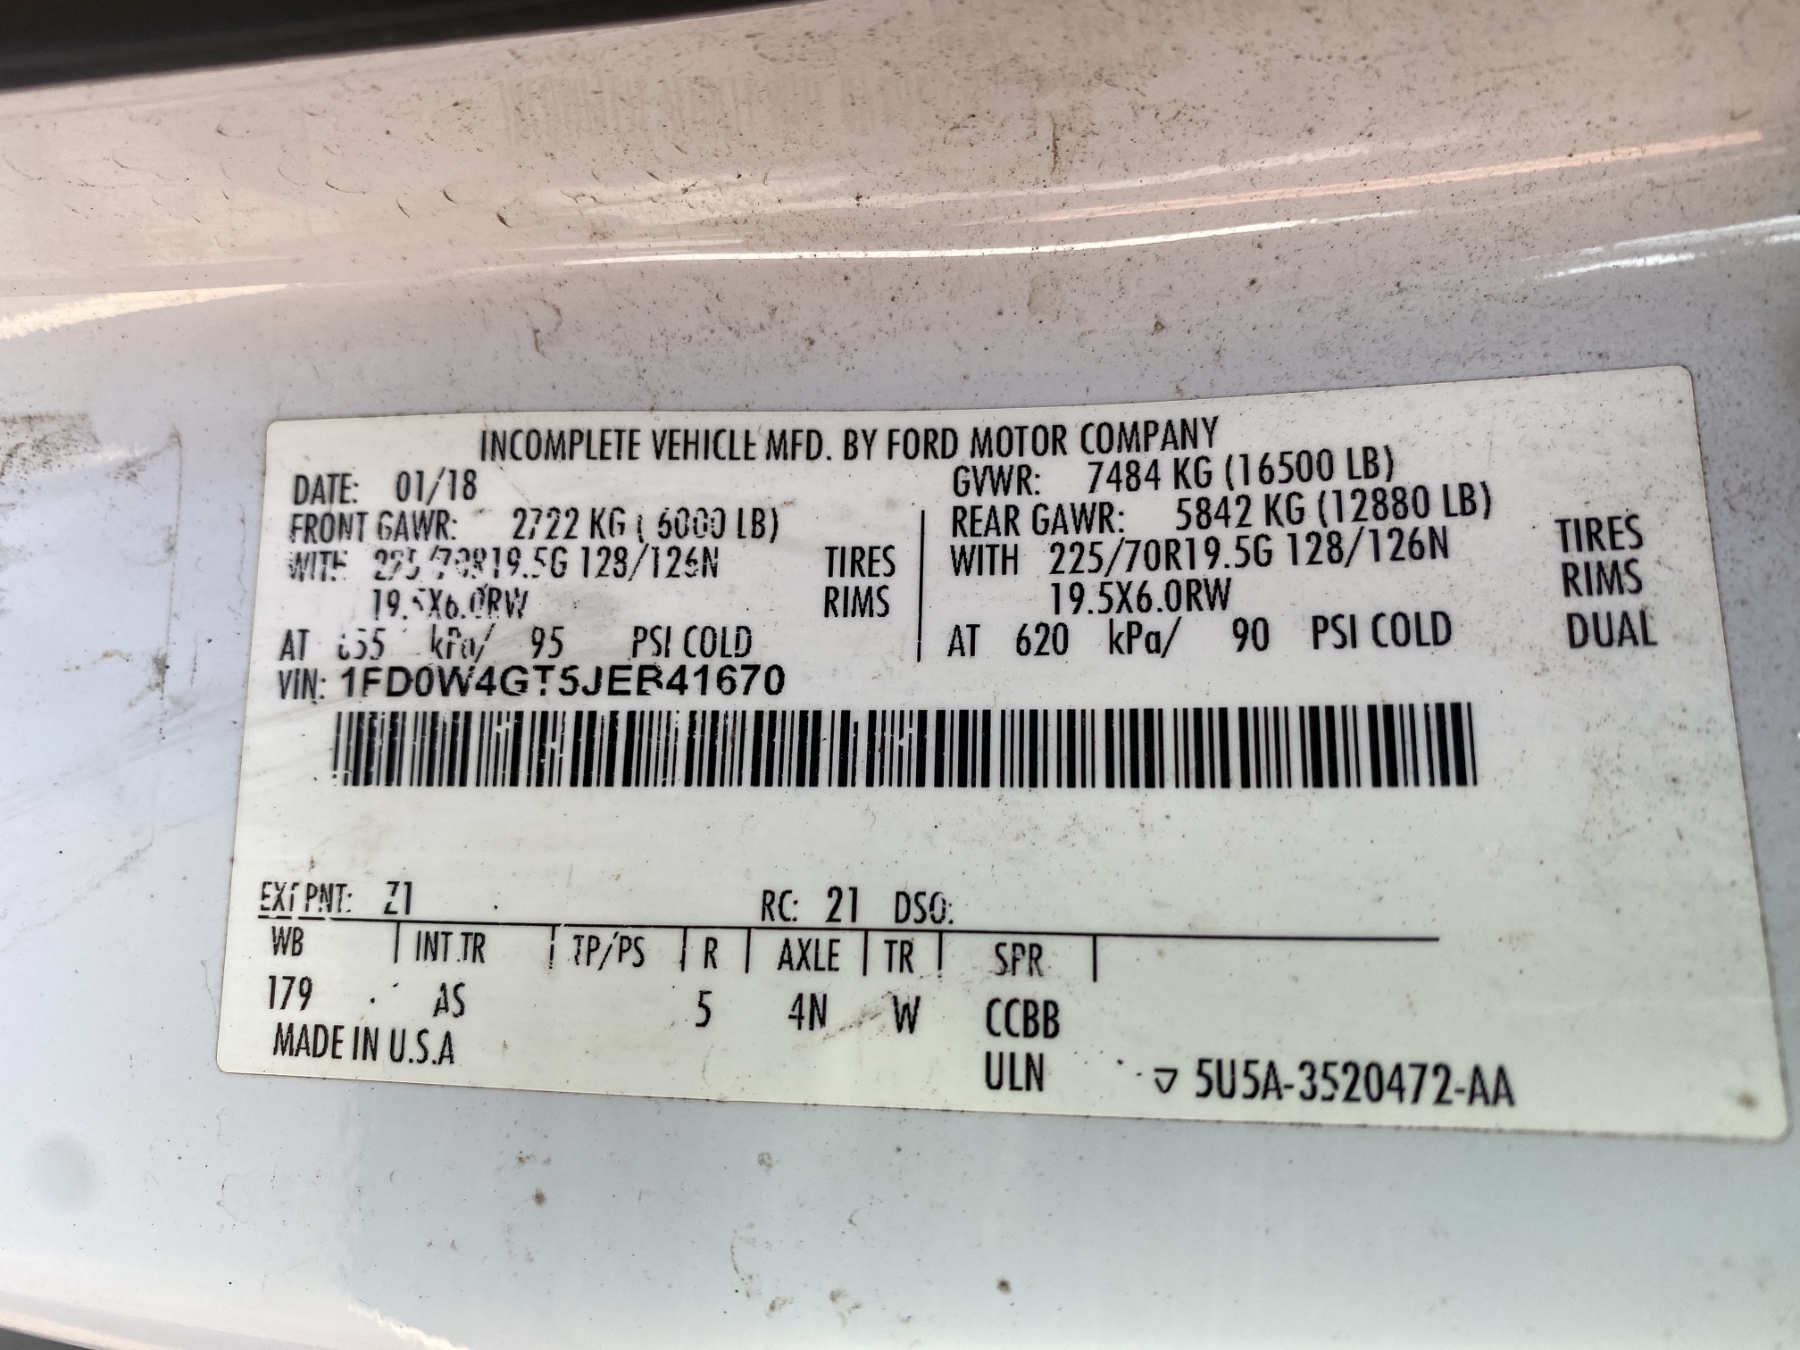 INCOMPLETE VEHICLE MFD. BY FORD MOTOR COMPANY
DATE: 01/18
GVWR: 7484 KG (16500 LB)
FRONT GAWR: 2722 KG ( 6000 LB)
REAR GAWR: 5842 KG (12880 LB)
WITH 225/70R19.5G 128/126N TIRES
WITH 225/70R19.5G 128/126N TIRES
19.5X6.0RW RIMS
19.5X6.0RW RIMS
AT 655 kPa/ 95 PSI COLD
AT 620 kPa/ 90 PSI COLD DUAL
VIN: 1FD0W4GT5JEB41670
EXT PNT: Z1 RC: 21 DSO:
WB INT TR TP/PS R AXLE TR SPR
179 AS 5 4N W CCBB
MADE IN U.S.A
ULN 5U5A-3520472-AA